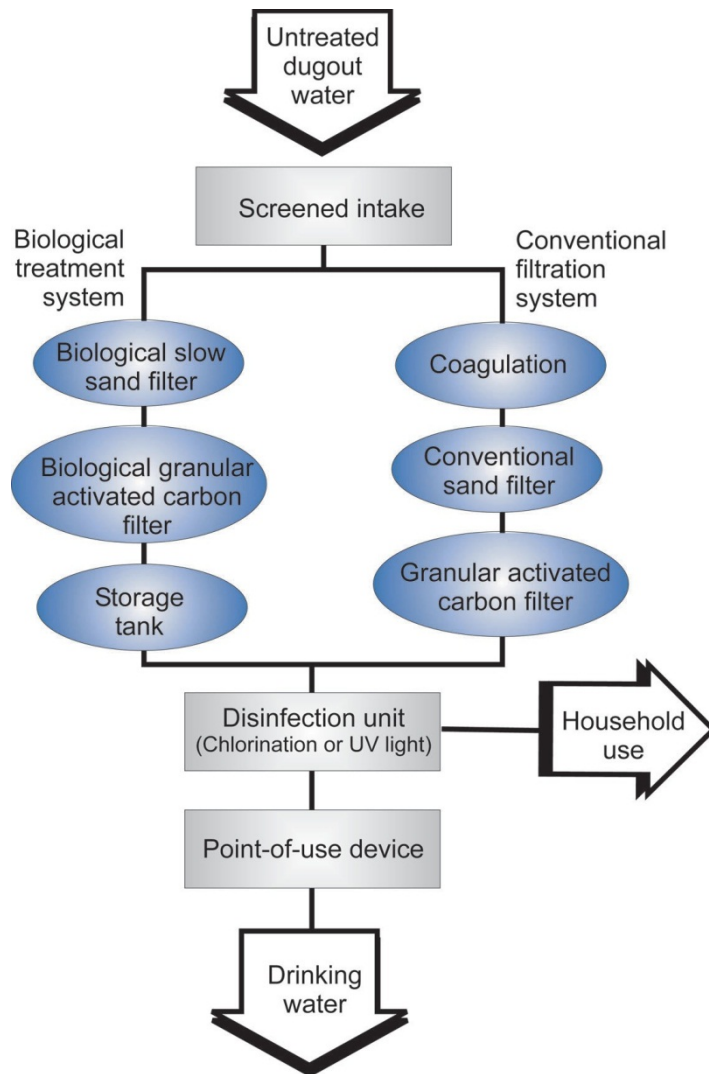 Untreated
dugout
water
Screened intake
Biological
treatment
system
Conventional
filtration
system
Biological slow
sand filter
Coagulation
Biological granular
activated carbon
filter
Conventional
sand filter
Storage
tank
Granular activated
carbon filter
Disinfection unit
(Chlorination or UV light)
Household
use
Point-of-use device
Drinking
water